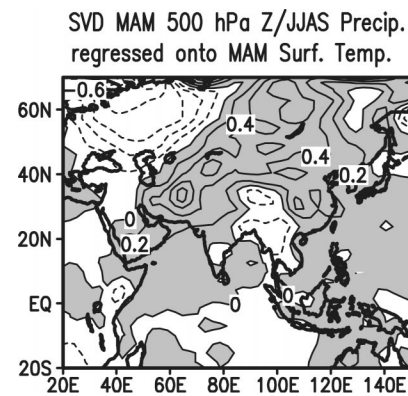 SVD MAM 500 hPa Z/JJAS Precip.
regressed onto MAM Surf. Temp.
-0.6
60N
0.4
0.4
40N
0.2
0
20N
0.2
EQ
0
0
20S
20E 40E 60E 80E 100E 120E 140E